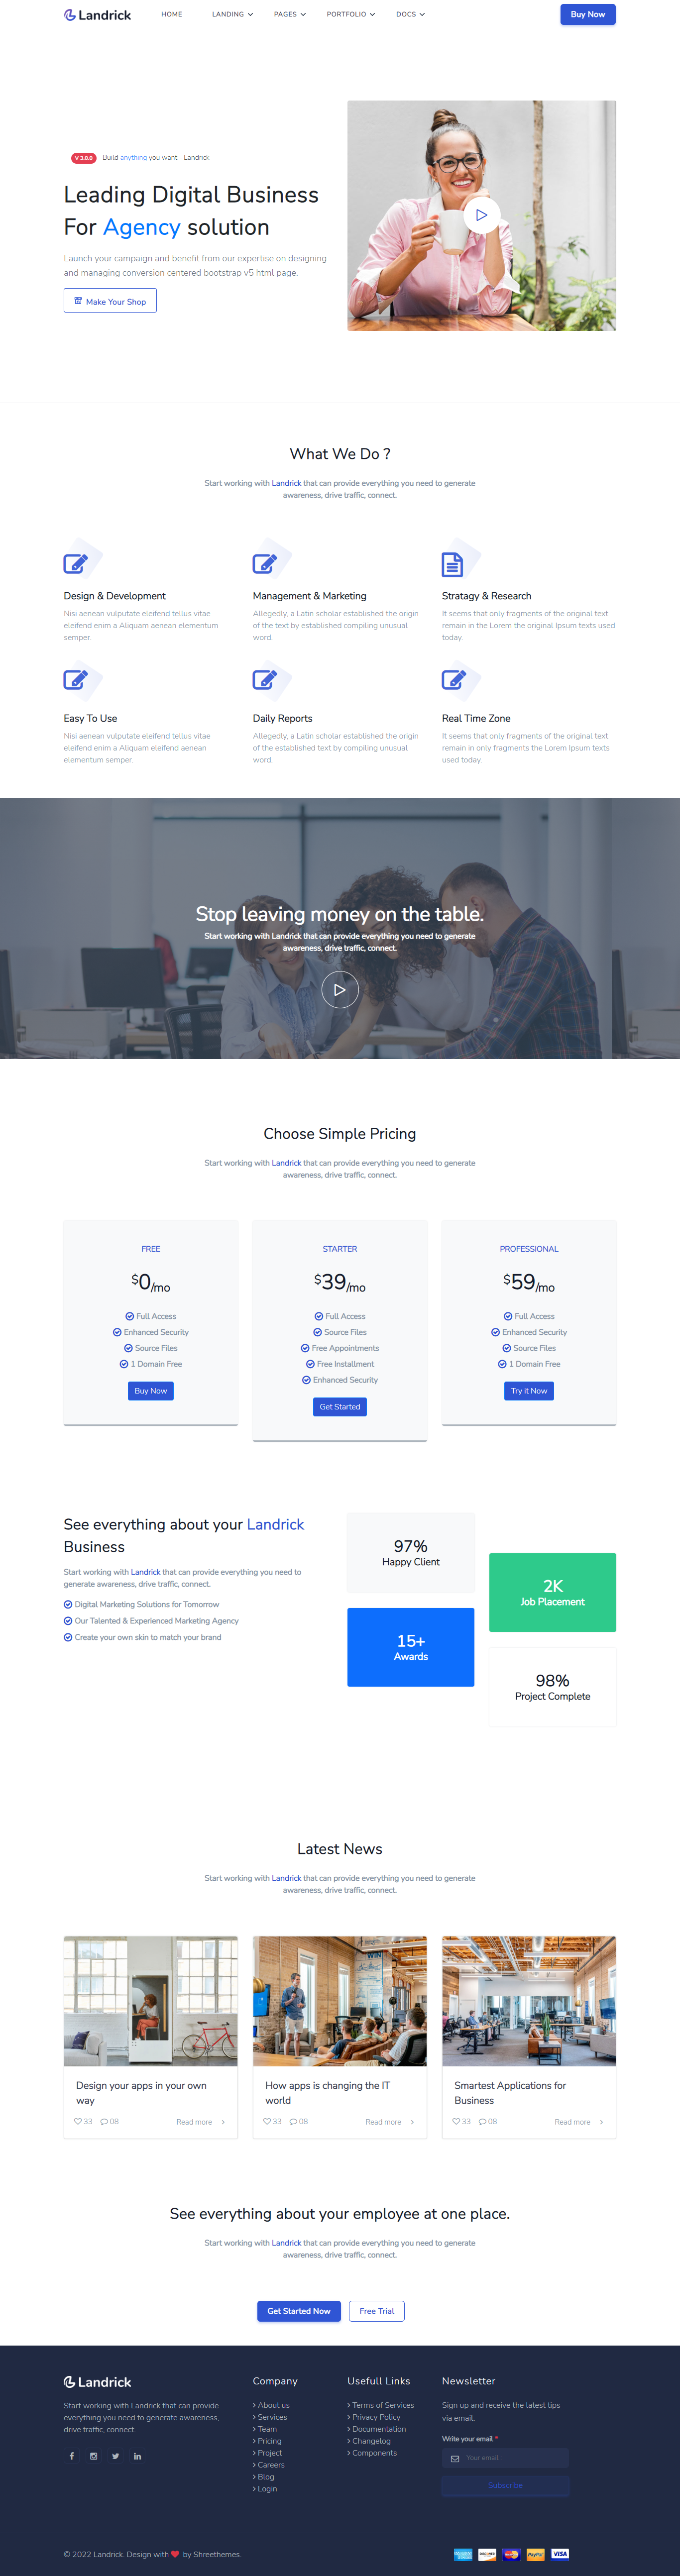 Landrick
HOME
LANDING
PAGES
PORTFOLIO
DOCS
Buy Now
V 3.0.0 Build anything you want - Landrick
Leading Digital Business
For Agency solution
Launch your campaign and benefit from our expertise on designing
and managing conversion centered bootstrap v5 html page.
Make Your Shop
What We Do ?
Start working with Landrick that can provide everything you need to generate
awareness, drive traffic, connect.
Design & Development
Nisi aenean vulputate eleifend tellus vitae
eleifend enim a Aliquam aenean elementum
semper.
Management & Marketing
Allegedly, a Latin scholar established the origin
of the text by established compiling unusual
word.
Stratagy & Research
It seems that only fragments of the original text
remain in the Lorem the original Ipsum texts used
today.
Easy To Use
Nisi aenean vulputate eleifend tellus vitae
eleifend enim a Aliquam eleifend aenean
elementum semper.
Daily Reports
Allegedly, a Latin scholar established the origin
of the established text by compiling unusual
word.
Real Time Zone
It seems that only fragments of the original text
remain in only fragments the Lorem Ipsum texts
used today.
Stop leaving money on the table.
Start working with Landrick that can provide everything you need to generate
awareness, drive traffic, connect.
Choose Simple Pricing
Start working with Landrick that can provide everything you need to generate
awareness, drive traffic, connect.
FREE
$0/mo
Full Access
Enhanced Security
Source Files
1 Domain Free
Buy Now
STARTER
$39/mo
Full Access
Source Files
Free Appointments
Free Installment
Enhanced Security
Get Started
PROFESSIONAL
$59/mo
Full Access
Enhanced Security
Source Files
1 Domain Free
Try it Now
See everything about your Landrick
Business
Start working with Landrick that can provide everything you need to
generate awareness, drive traffic, connect.
Digital Marketing Solutions for Tomorrow
Our Talented & Experienced Marketing Agency
Create your own skin to match your brand
97%
Happy Client
2K
Job Placement
15+
Awards
98%
Project Complete
Latest News
Start working with Landrick that can provide everything you need to generate
awareness, drive traffic, connect.
WIN
Design your apps in your own
way
33 08 Read more
How apps is changing the IT
world
33 08 Read more
Smartest Applications for
Business
33 08 Read more
See everything about your employee at one place.
Start working with Landrick that can provide everything you need to generate
awareness, drive traffic, connect.
Get Started Now
Free Trial
Landrick
Start working with Landrick that can provide
everything you need to generate awareness,
drive traffic, connect.
Company
About us
Services
Team
Pricing
Project
Careers
Blog
Login
Usefull Links
Terms of Services
Privacy Policy
Documentation
Changelog
Components
Newsletter
Sign up and receive the latest tips
via email.
Write your email *
Your email :
Subscribe
© 2022 Landrick. Design with ❤ by Shreethemes.
DISCOVER
MasterCard
PayPal
VISA